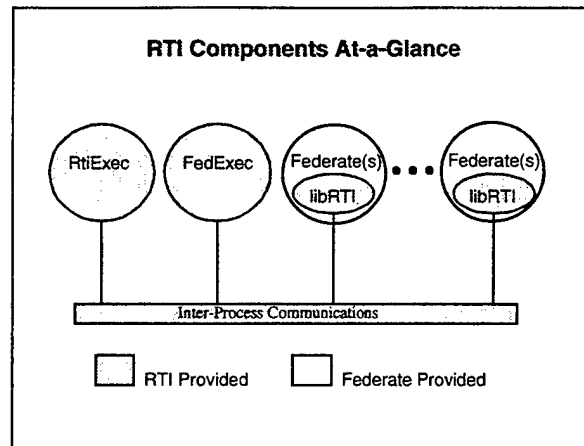 RTI Components At-a-Glance
RtiExec
FedExec
Federate(s)
libRTI
Federate(s)
libRTI
Inter-Process Communications
RTI Provided
Federate Provided